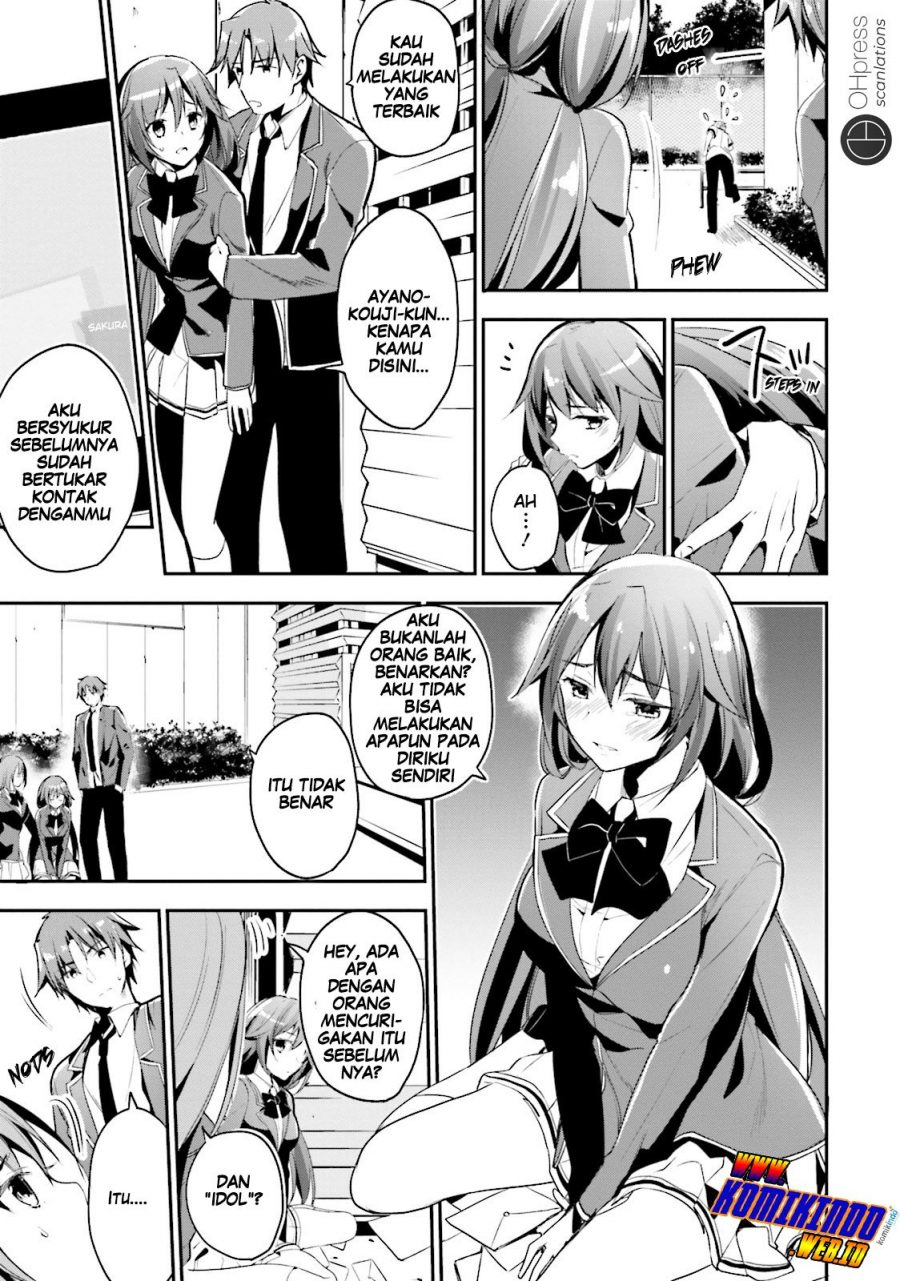 OHpress
scanlations
DASHES
OFF
PHEW
KAU
SUDAH
MELAKUKAN
YANG
TERBAIK
AYANO-
KOUJI-KUN...
KENAPA
KAMU
DISINI...
SAKURA
AKU
BERSYUKUR
SEBELUMNYA
SUDAH
BERTUKAR
KONTAK
DENGANMU
STEPS IN
AH
....!
AKU
BUKANLAH
ORANG BAIK,
BENARKAN?
AKU TIDAK
BISA
MELAKUKAN
APAPUN PADA
DIRIKU
SENDIRI
ITU TIDAK
BENAR
HEY, ADA
APA
DENGAN
ORANG
MENCURI-
GAKAN ITU
SEBELUM
NYA?
DAN
"IDOL"?
NODS
ITU....
WWW.
KOMIKINDO
.WEB.ID
komikindo